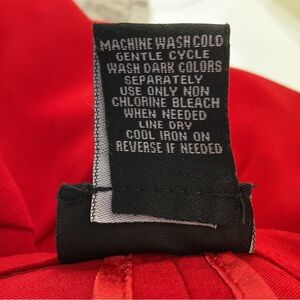 MACHINE WASH COLD
GENTLE CYCLE
WASH DARK COLORS
SEPARATELY
USE ONLY NON
CHLORINE BLEACH
WHEN NEEDED
LINE DRY
COOL IRON ON
REVERSE IF NEEDED